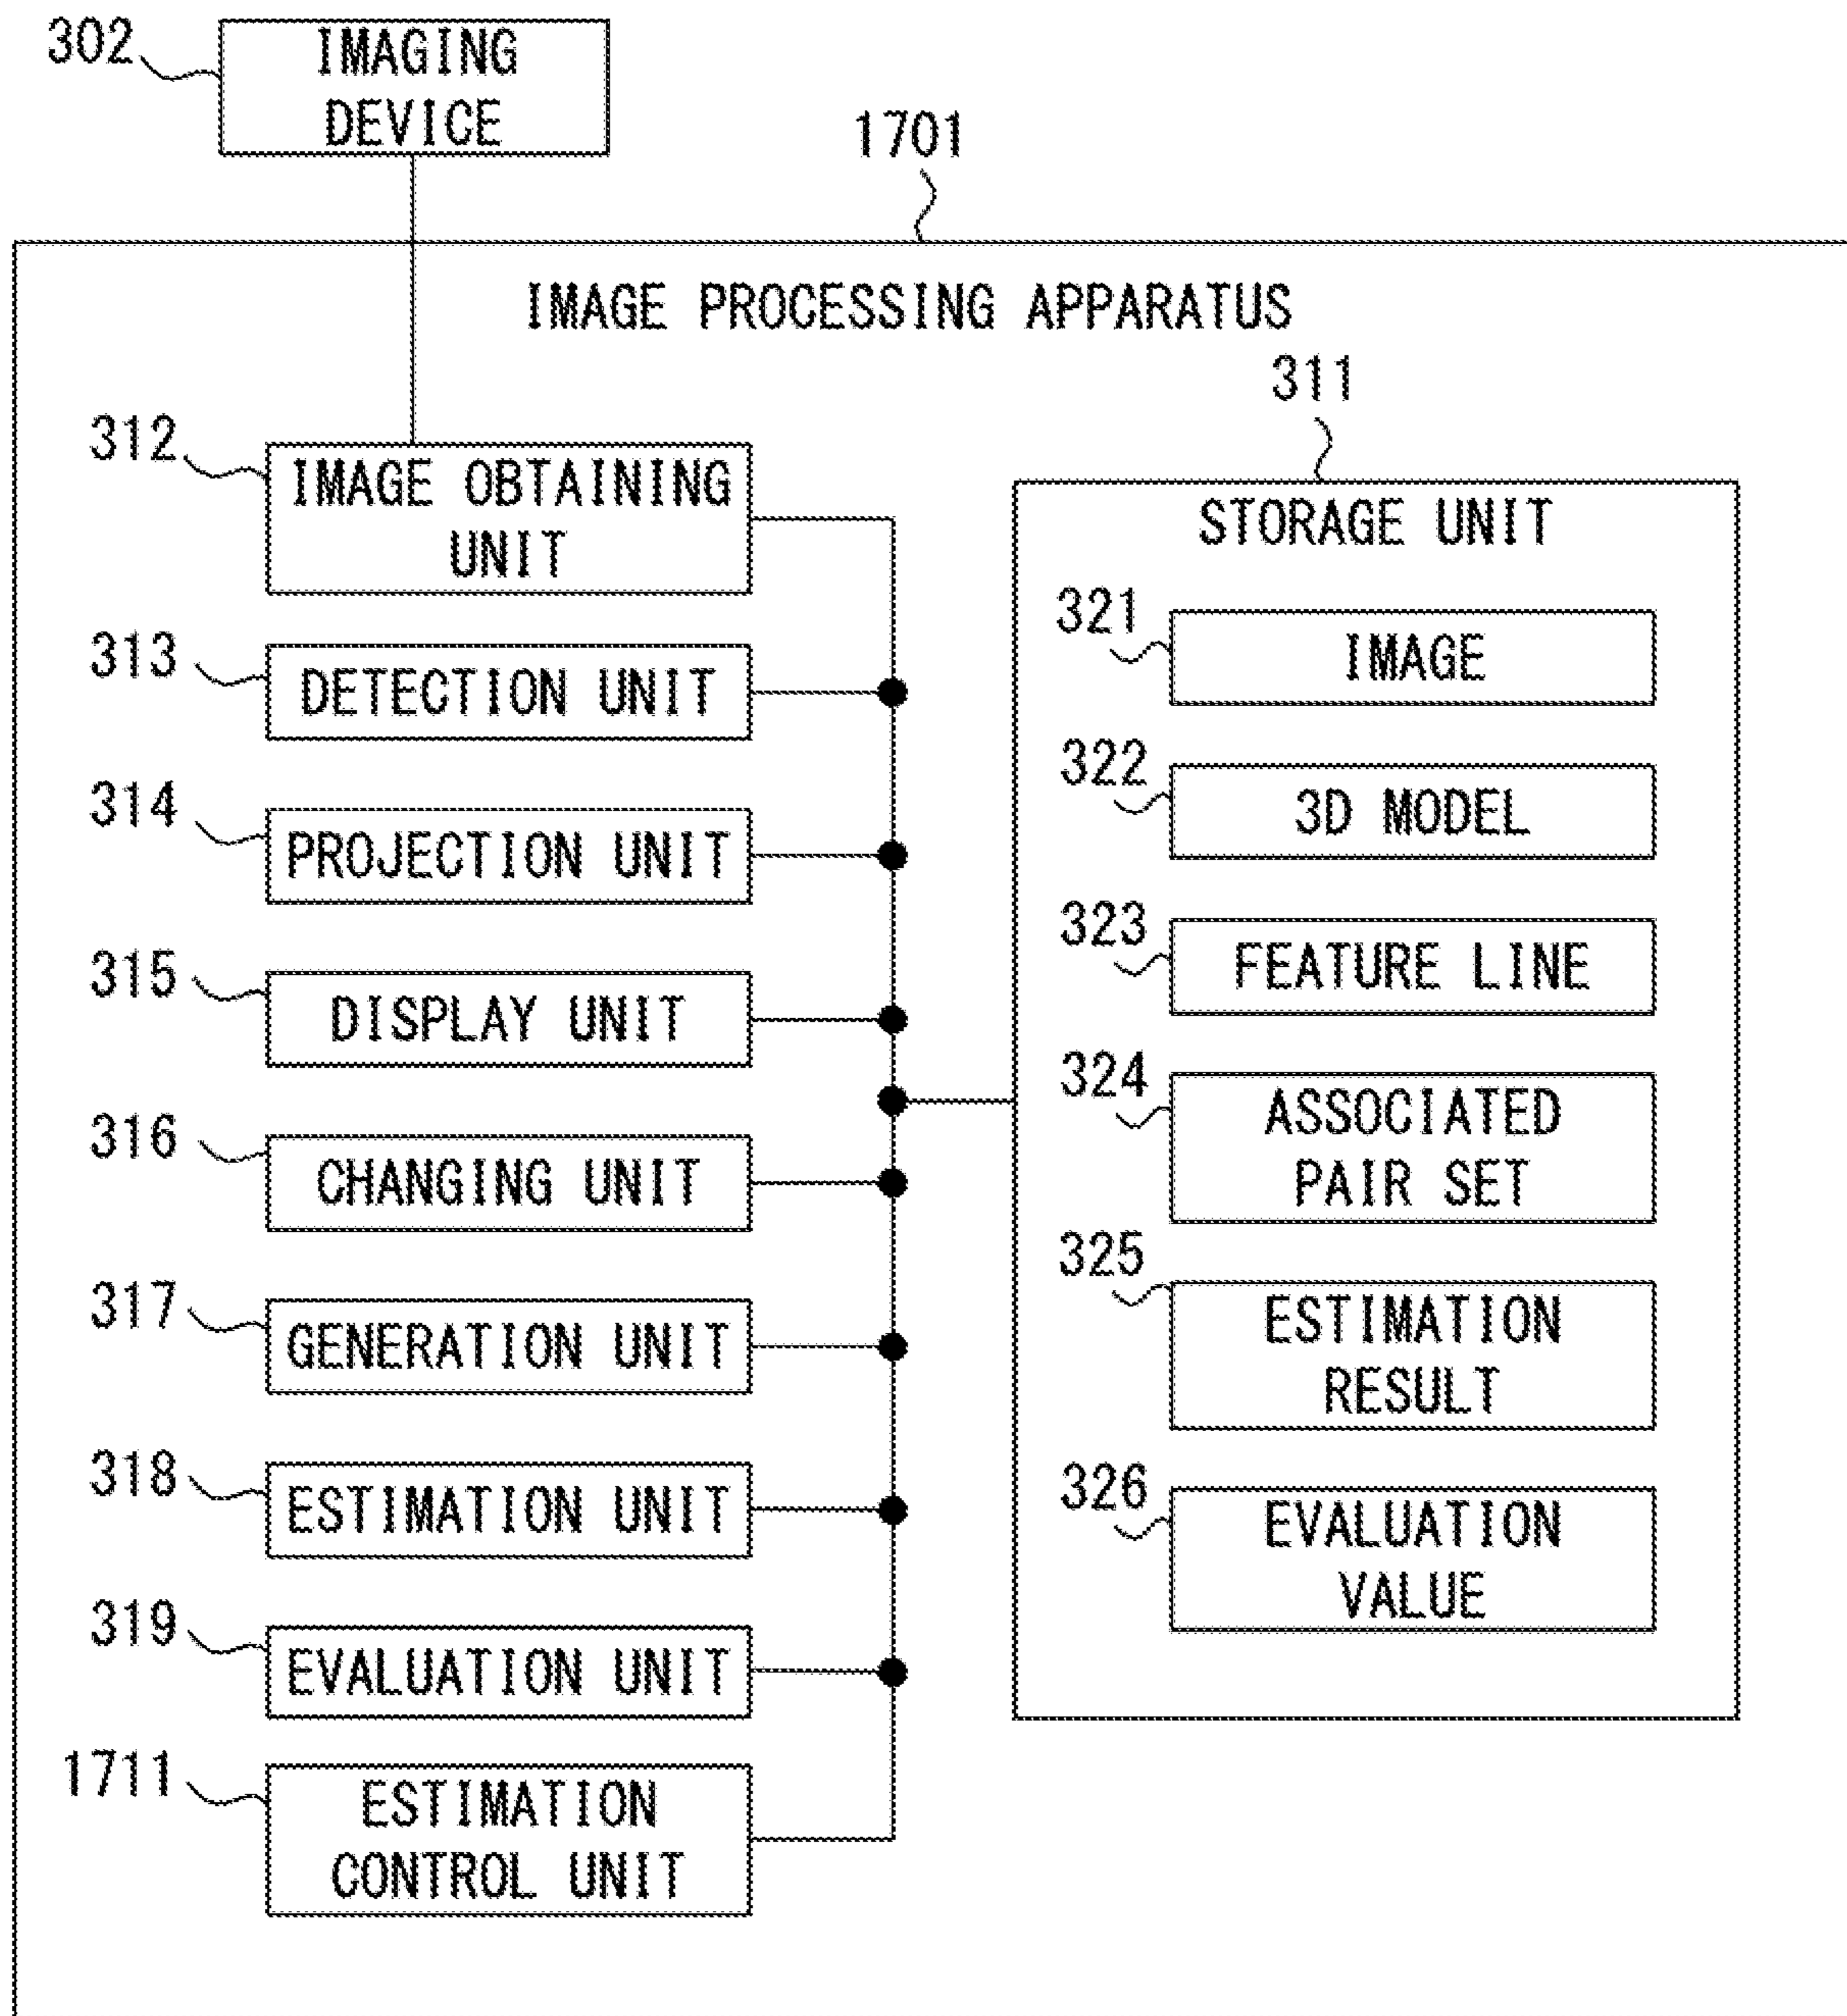 302
IMAGING
DEVICE
1701
IMAGE PROCESSING APPARATUS
311
312
IMAGE OBTAINING
UNIT
313
DETECTION UNIT
314
PROJECTION UNIT
315
DISPLAY UNIT
316
CHANGING UNIT
317
GENERATION UNIT
318
ESTIMATION UNIT
319
EVALUATION UNIT
1711
ESTIMATION
CONTROL UNIT
STORAGE UNIT
321
IMAGE
322
3D MODEL
323
FEATURE LINE
324
ASSOCIATED
PAIR SET
325
ESTIMATION
RESULT
326
EVALUATION
VALUE